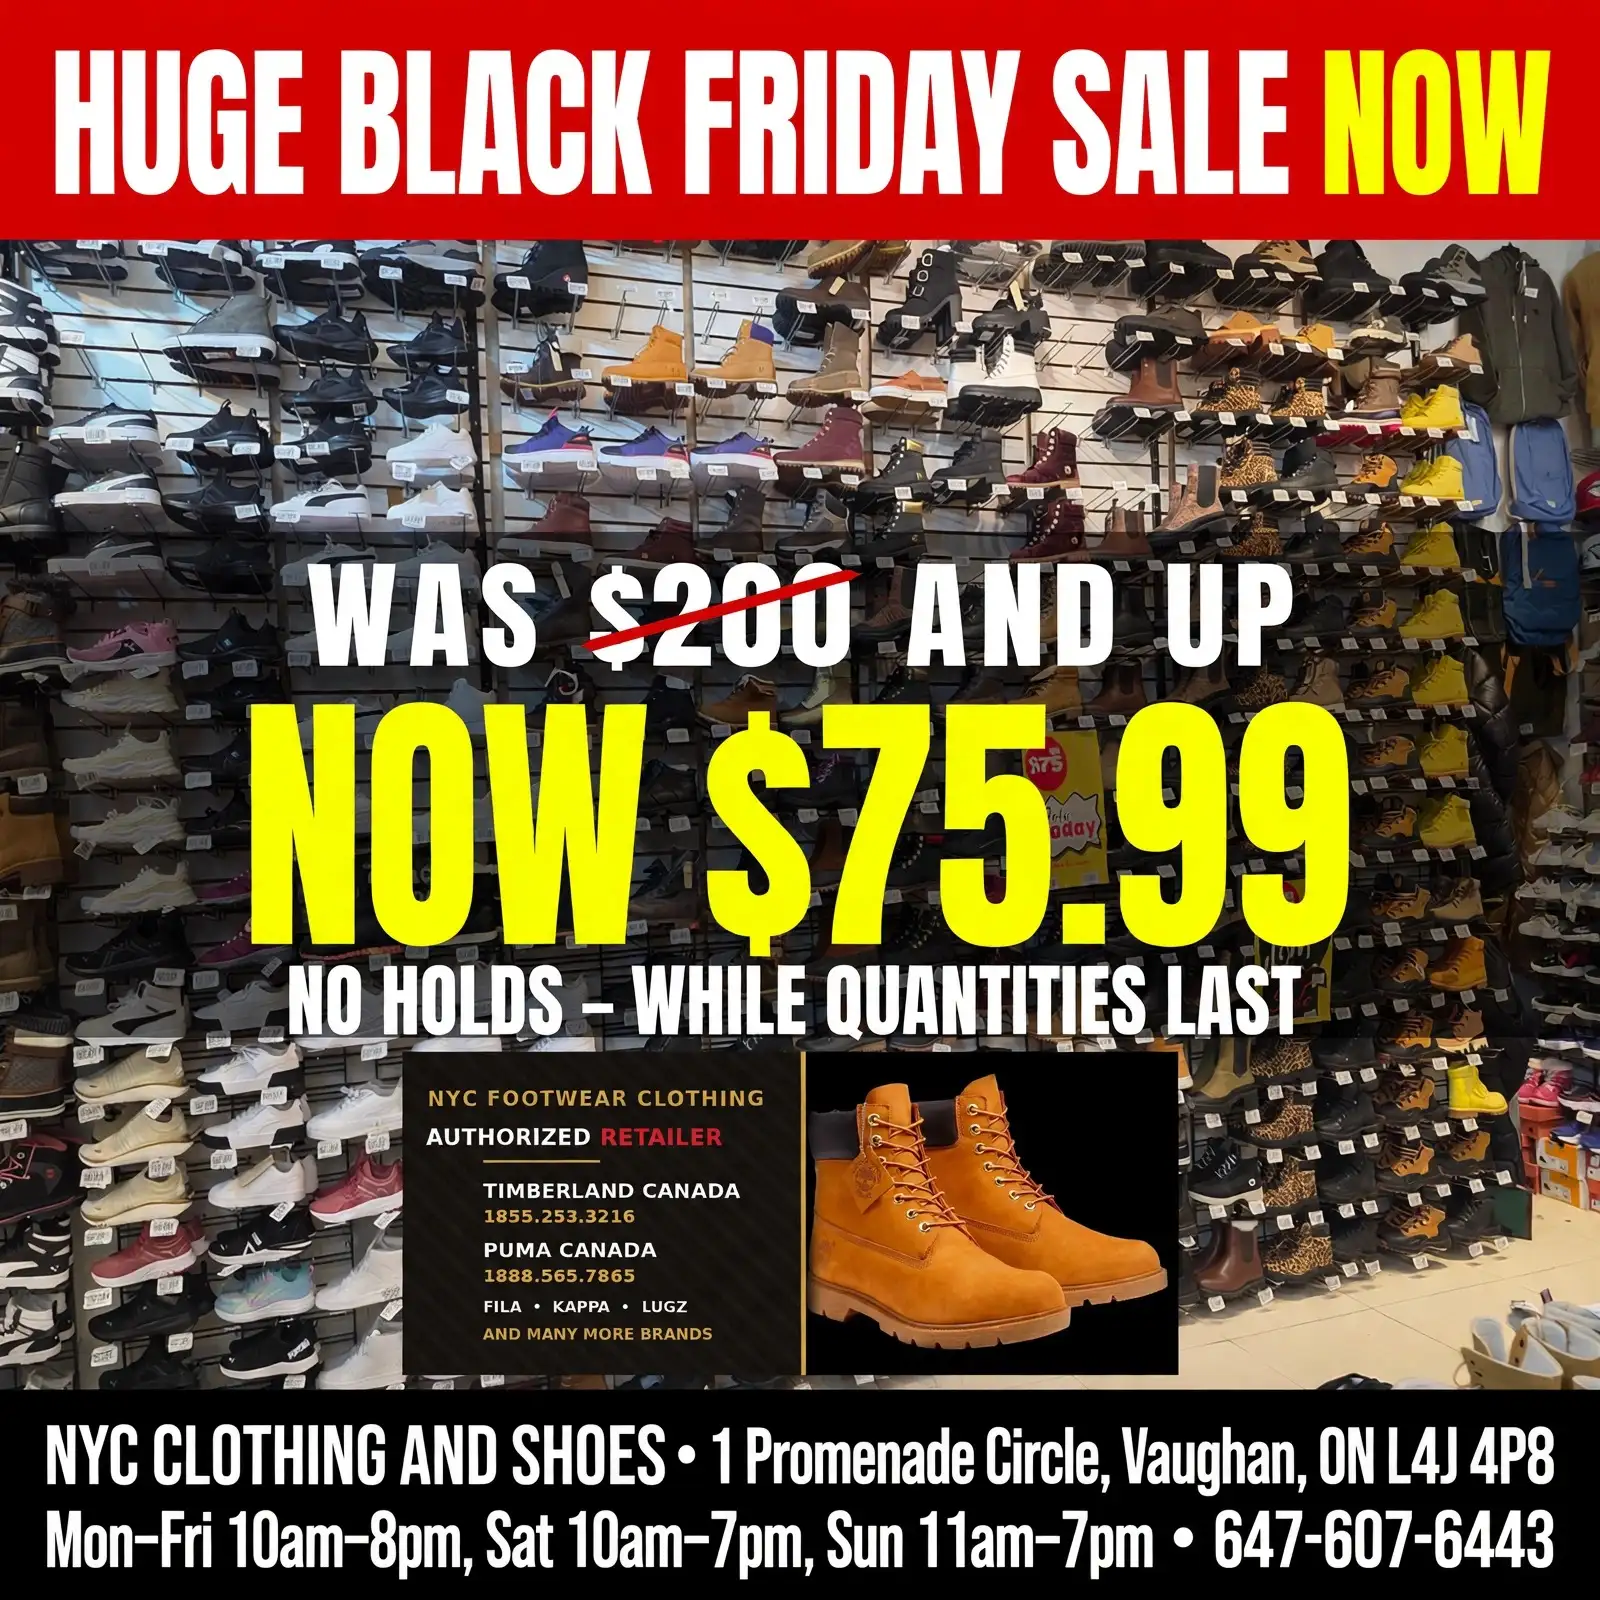 HUGE BLACK FRIDAY SALE NOW
WAS $200 AND UP
NOW $75.99
$75
NO HOLDS – WHILE QUANTITIES LAST
NYC FOOTWEAR CLOTHING
AUTHORIZED RETAILER
TIMBERLAND CANADA
1855.253.3216
PUMA CANADA
1888.565.7865
FILA • KAPPA • LUGZ
AND MANY MORE BRANDS
NYC CLOTHING AND SHOES • 1 Promenade Circle, Vaughan, ON L4J 4P8
Mon–Fri 10am–8pm, Sat 10am–7pm, Sun 11am–7pm • 647-607-6443